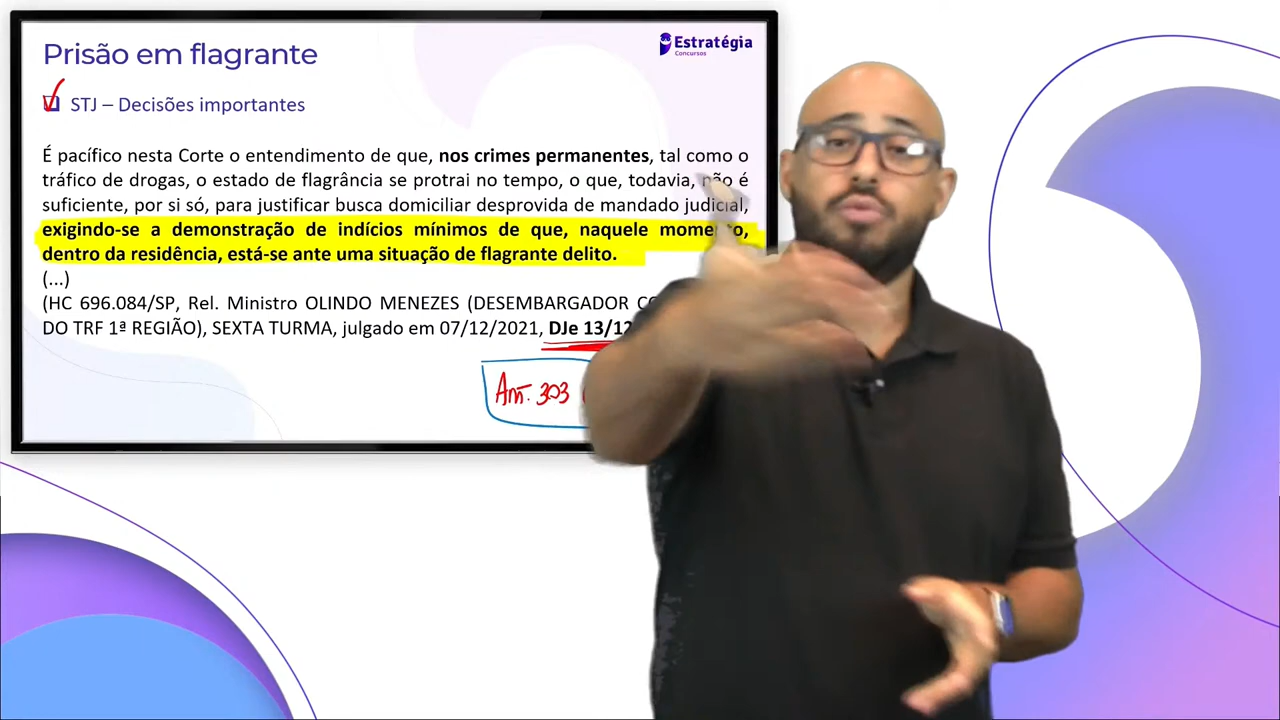 Prisão em flagrante
Estratégia
Concursos
STJ – Decisões importantes
É pacífico nesta Corte o entendimento de que, nos crimes permanentes, tal como o
tráfico de drogas, o estado de flagrância se protrai no tempo, o que, todavia, não é
suficiente, por si só, para justificar busca domiciliar desprovida de mandado judicial,
exigindo-se a demonstração de indícios mínimos de que, naquele momento,
dentro da residência, está-se ante uma situação de flagrante delito.
(...)
(HC 696.084/SP, Rel. Ministro OLINDO MENEZES (DESEMBARGADOR
DO TRF 1ª REGIÃO), SEXTA TURMA, julgado em 07/12/2021, DJe 13/12
Art. 303